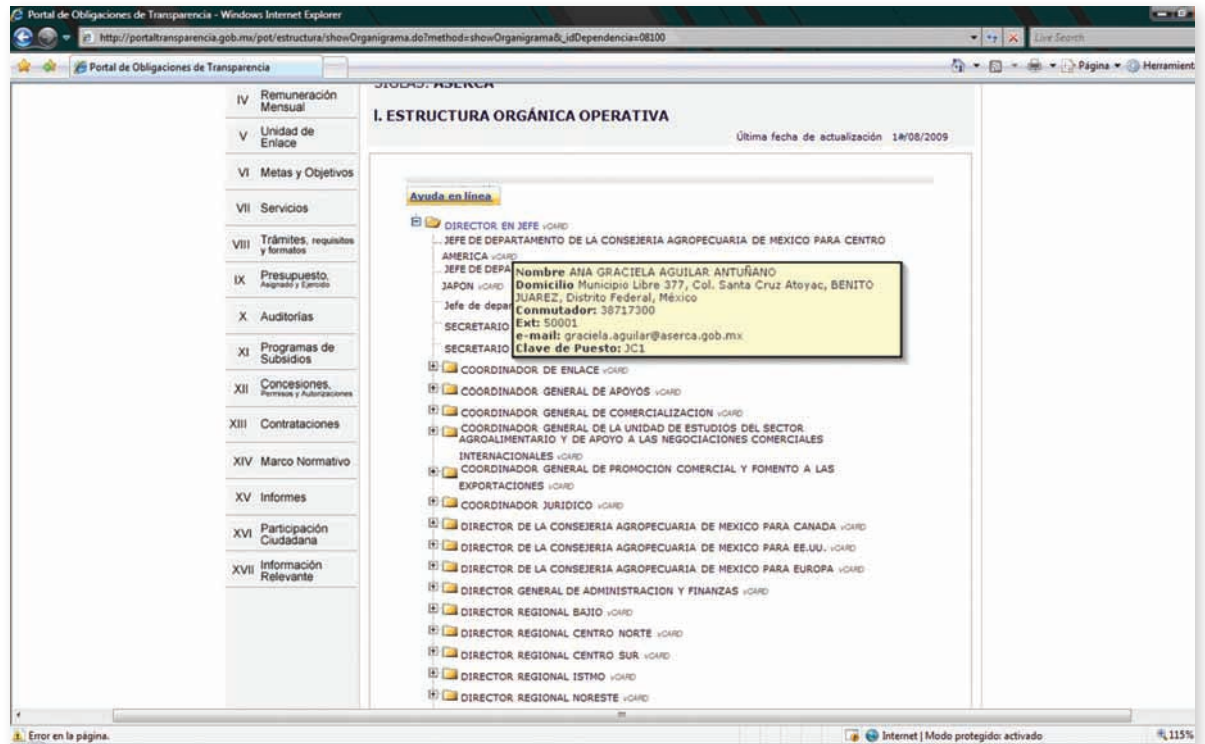 Portal de Obligaciones de Transparencia - Windows Internet Explorer
http://portaltransparencia.gob.mx/pot/estructura/showOrganigrama.do?method=showOrganigrama&_idDependencia=08100
Live Search
Portal de Obligaciones de Transparencia
Página
Herramient
IV Remuneración Mensual
V Unidad de Enlace
VI Metas y Objetivos
VII Servicios
VIII Trámites, requisitos y formatos
IX Presupuesto, Asignado y Ejercido
X Auditorías
XI Programas de Subsidios
XII Concesiones, Permisos y Autorizaciones
XIII Contrataciones
XIV Marco Normativo
XV Informes
XVI Participación Ciudadana
XVII Información Relevante
SIGLAS: ASERCA
I. ESTRUCTURA ORGÁNICA OPERATIVA
Última fecha de actualización /08/2009
Ayuda en línea
DIRECTOR EN JEFE vCARD
JEFE DE DEPARTAMENTO DE LA CONSEJERIA AGROPECUARIA DE MEXICO PARA CENTRO
AMERICA vCARD
JEFE DE DEPA
JAPON vCARD
Jefe de depar
SECRETARIO
SECRETARIO
Nombre ANA GRACIELA AGUILAR ANTUÑANO
Domicilio Municipio Libre 377, Col. Santa Cruz Atoyac, BENITO
JUAREZ, Distrito Federal, México
Conmutador: 38717300
Ext: 50001
e-mail: graciela.aguilar@aserca.gob.mx
Clave de Puesto: JC1
COORDINADOR DE ENLACE vCARD
COORDINADOR GENERAL DE APOYOS vCARD
COORDINADOR GENERAL DE COMERCIALIZACION vCARD
COORDINADOR GENERAL DE LA UNIDAD DE ESTUDIOS DEL SECTOR
AGROALIMENTARIO Y DE APOYO A LAS NEGOCIACIONES COMERCIALES
INTERNACIONALES vCARD
COORDINADOR GENERAL DE PROMOCION COMERCIAL Y FOMENTO A LAS
EXPORTACIONES vCARD
COORDINADOR JURIDICO vCARD
DIRECTOR DE LA CONSEJERIA AGROPECUARIA DE MEXICO PARA CANADA vCARD
DIRECTOR DE LA CONSEJERIA AGROPECUARIA DE MEXICO PARA EE.UU. vCARD
DIRECTOR DE LA CONSEJERIA AGROPECUARIA DE MEXICO PARA EUROPA vCARD
DIRECTOR GENERAL DE ADMINISTRACION Y FINANZAS vCARD
DIRECTOR REGIONAL BAJIO vCARD
DIRECTOR REGIONAL CENTRO NORTE vCARD
DIRECTOR REGIONAL CENTRO SUR vCARD
DIRECTOR REGIONAL ISTMO vCARD
DIRECTOR REGIONAL NORESTE vCARD
Error en la página.
Internet | Modo protegido: activado
115%